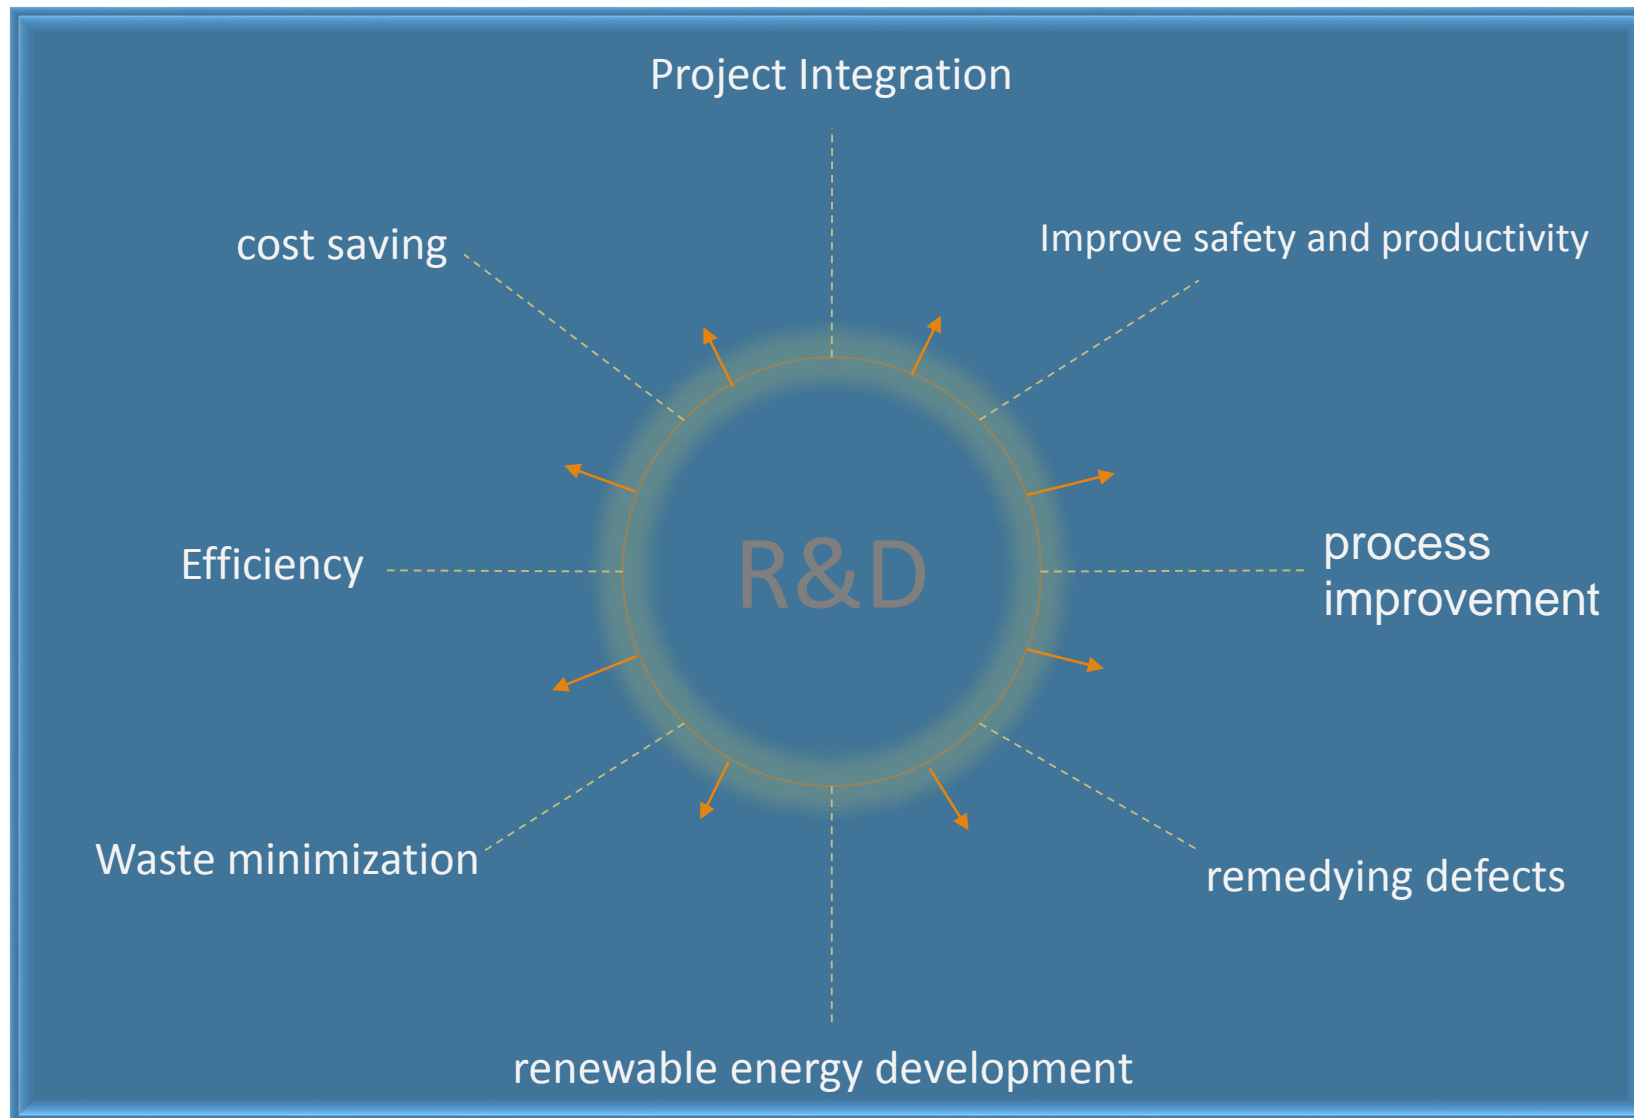 Project Integration
cost saving
Improve safety and productivity
Efficiency
R&D
process
improvement
Waste minimization
remedying defects
renewable energy development